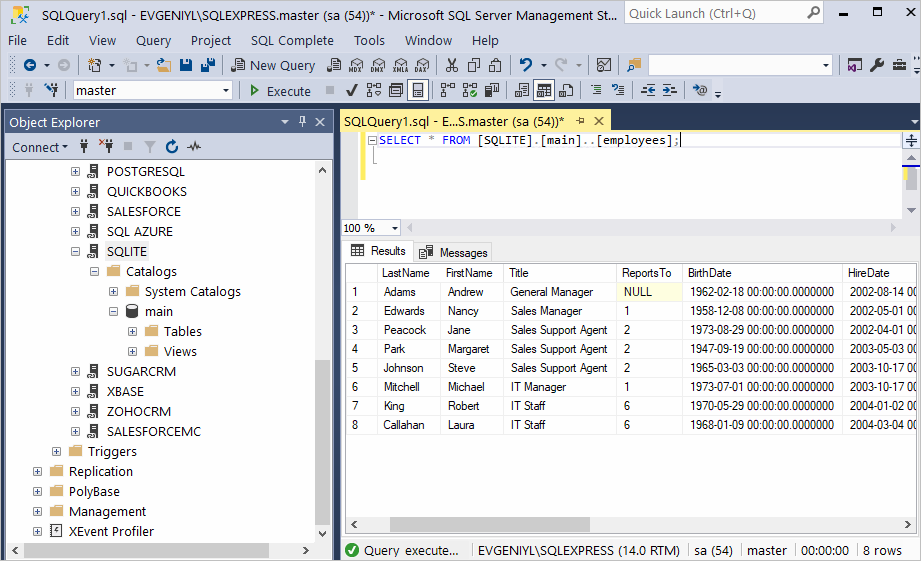 SQLQuery1.sql - EVGENIYL\SQLEXPRESS.master (sa (54))* - Microsoft SQL Server Management St...
Quick Launch (Ctrl+Q)
File Edit View Query Project SQL Complete Tools Window Help
New Query MDX DMX XMLA DAX
master Execute
Object Explorer
Connect
POSTGRESQL
QUICKBOOKS
SALESFORCE
SQL AZURE
SQLITE
Catalogs
System Catalogs
main
Tables
Views
SUGARCRM
XBASE
ZOHOCRM
SALESFORCEMC
Triggers
Replication
PolyBase
Management
XEvent Profiler
SQLQuery1.sql - E...S.master (sa (54))*
SELECT * FROM [SQLITE].[main]..[employees];
100 %
Results Messages
LastName FirstName Title ReportsTo BirthDate HireDate
1 Adams Andrew General Manager NULL 1962-02-18 00:00:00.0000000 2002-08-14 00
2 Edwards Nancy Sales Manager 1 1958-12-08 00:00:00.0000000 2002-05-01 00
3 Peacock Jane Sales Support Agent 2 1973-08-29 00:00:00.0000000 2002-04-01 00
4 Park Margaret Sales Support Agent 2 1947-09-19 00:00:00.0000000 2003-05-03 00
5 Johnson Steve Sales Support Agent 2 1965-03-03 00:00:00.0000000 2003-10-17 00
6 Mitchell Michael IT Manager 1 1973-07-01 00:00:00.0000000 2003-10-17 00
7 King Robert IT Staff 6 1970-05-29 00:00:00.0000000 2004-01-02 00
8 Callahan Laura IT Staff 6 1968-01-09 00:00:00.0000000 2004-03-04 00
Query execute... EVGENIYL\SQLEXPRESS (14.0 RTM) sa (54) master 00:00:00 8 rows